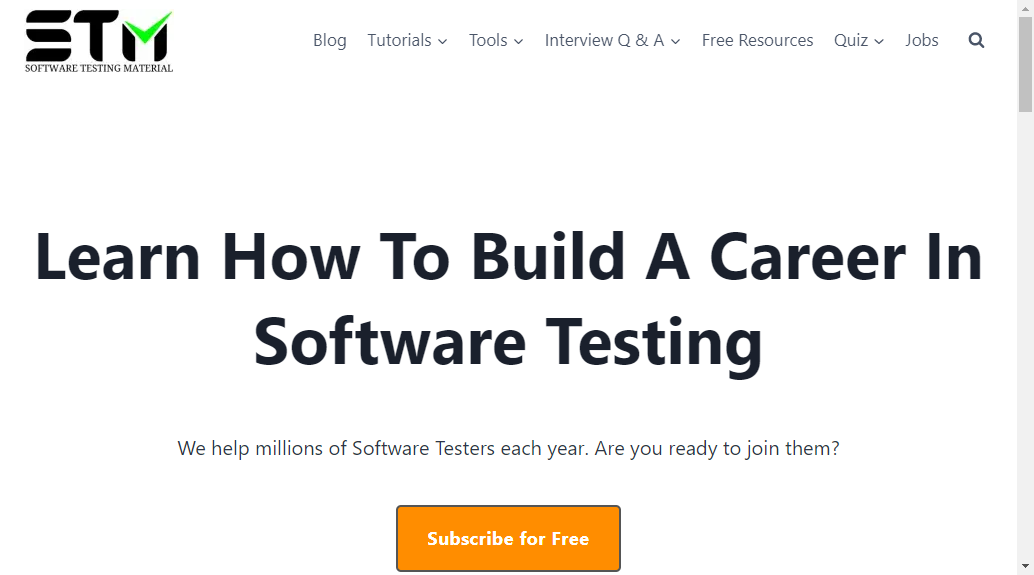 STM
SOFTWARE TESTING MATERIAL
Blog Tutorials Tools Interview Q & A Free Resources Quiz Jobs
Learn How To Build A Career In
Software Testing
We help millions of Software Testers each year. Are you ready to join them?
Subscribe for Free